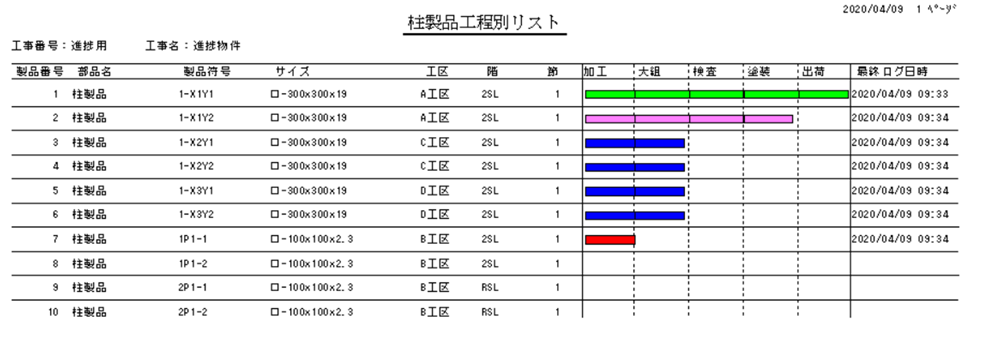 2020/04/09 1 ﾍﾟｰｼﾞ
柱製品工程別リスト
工事番号：進捗用 工事名：進捗物件
製品番号 部品名 製品符号 サイズ 工区 階 節 加工 大組 検査 塗装 出荷 最終ログ日時
1 柱製品 1-X1Y1 ロ-300x300x19 A工区 2SL 1 2020/04/09 09:33
2 柱製品 1-X1Y2 ロ-300x300x19 A工区 2SL 1 2020/04/09 09:34
3 柱製品 1-X2Y1 ロ-300x300x19 C工区 2SL 1 2020/04/09 09:34
4 柱製品 1-X2Y2 ロ-300x300x19 C工区 2SL 1 2020/04/09 09:34
5 柱製品 1-X3Y1 ロ-300x300x19 D工区 2SL 1 2020/04/09 09:34
6 柱製品 1-X3Y2 ロ-300x300x19 D工区 2SL 1 2020/04/09 09:34
7 柱製品 1P1-1 ロ-100x100x2.3 B工区 2SL 1 2020/04/09 09:34
8 柱製品 1P1-2 ロ-100x100x2.3 B工区 2SL 1
9 柱製品 2P1-1 ロ-100x100x2.3 B工区 RSL 1
10 柱製品 2P1-2 ロ-100x100x2.3 B工区 RSL 1